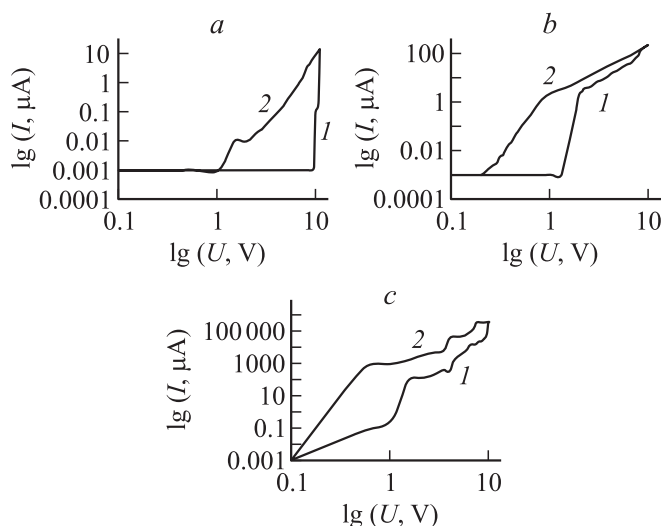 a
lg (I, μA)
10
1
0.1
0.01
0.001
0.0001
2
1
0.1 1 10
lg (U, V)
b
lg (I, μA)
100
1
0.01
0.0001
2
1
0.1 1 10
lg (U, V)
c
lg (I, μA)
100 000
1000
10
0.1
0.001
2
1
0.1 1 10
lg (U, V)